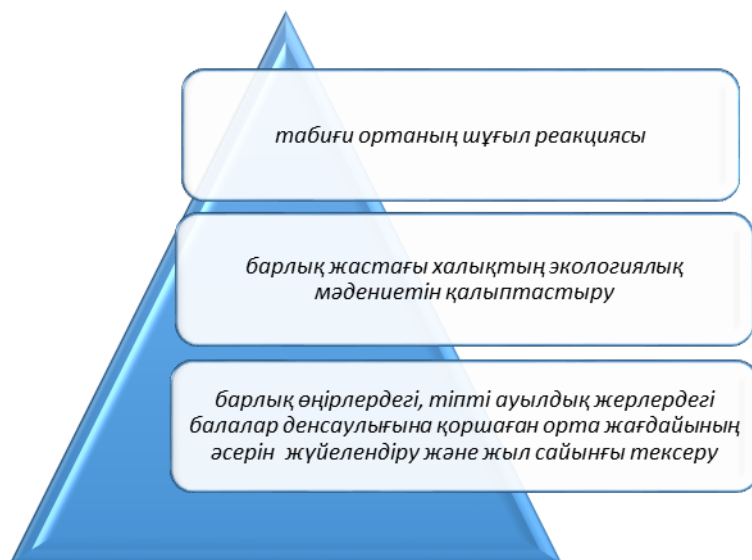 табиғи ортаның шұғыл реакциясы
барлық жастағы халықтың экологиялық
мәдениетін қалыптастыру
барлық өңірлердегі, тіпті ауылдық жерлердегі
балалар денсаулығына қоршаған орта жағдайының
әсерін жүйелендіру және жыл сайынғы тексеру